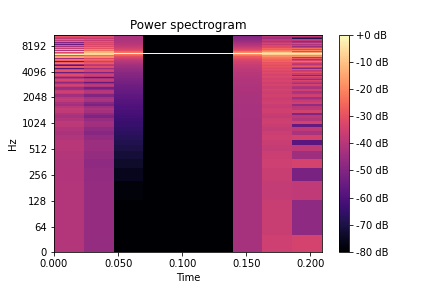 Power spectrogram
8192
4096
2048
1024
512
256
128
64
0
Hz
0.000 0.050 0.100 0.150 0.200
Time
+0 dB
-10 dB
-20 dB
-30 dB
-40 dB
-50 dB
-60 dB
-70 dB
-80 dB